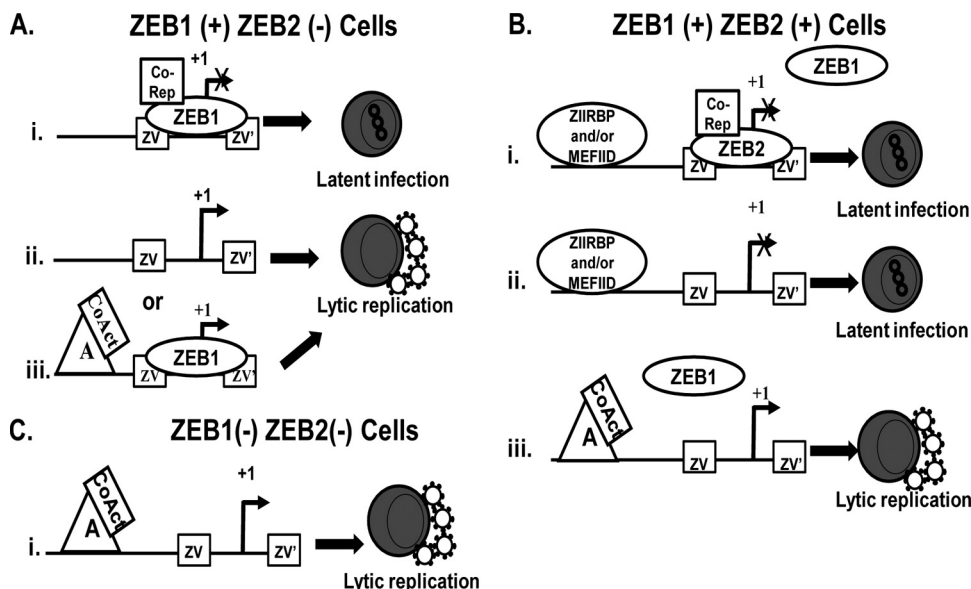 A. ZEB1 (+) ZEB2 (-) Cells
Co-
Rep
+1
X
ZEB1
i.
ZV
ZV'
Latent infection
+1
ii.
ZV
ZV'
Lytic replication
or
CoAct
A
+1
ZEB1
iii.
ZV
ZV'
C. ZEB1(-) ZEB2(-) Cells
CoAct
A
+1
i.
ZV
ZV'
Lytic replication
B. ZEB1 (+) ZEB2 (+) Cells
ZEB1
ZIIRBP
and/or
MEFIID
Co-
Rep
+1
X
ZEB2
i.
ZV
ZV'
Latent infection
ZIIRBP
and/or
MEFIID
+1
X
ii.
ZV
ZV'
Latent infection
CoAct
A
ZEB1
+1
iii.
ZV
ZV'
Lytic replication